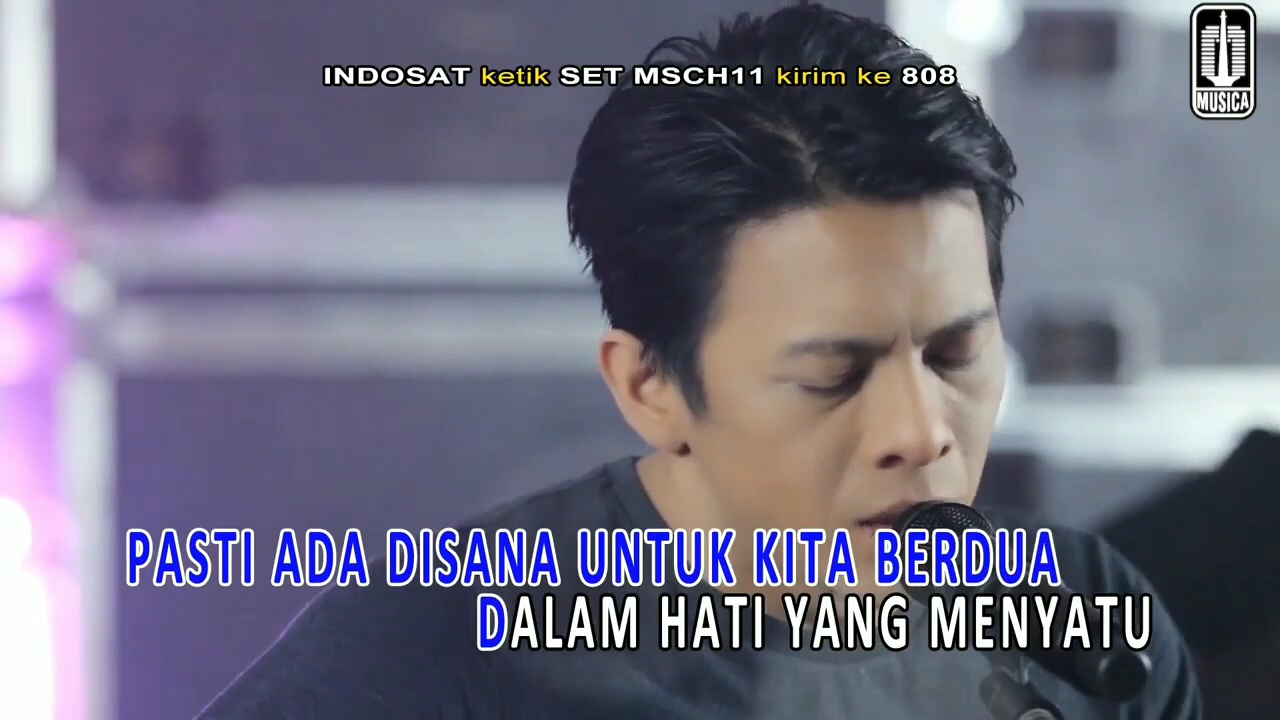 INDOSAT ketik SET MSCH11 kirim ke 808
MUSICA
PASTI ADA DISANA UNTUK KITA BERDUA
DALAM HATI YANG MENYATU